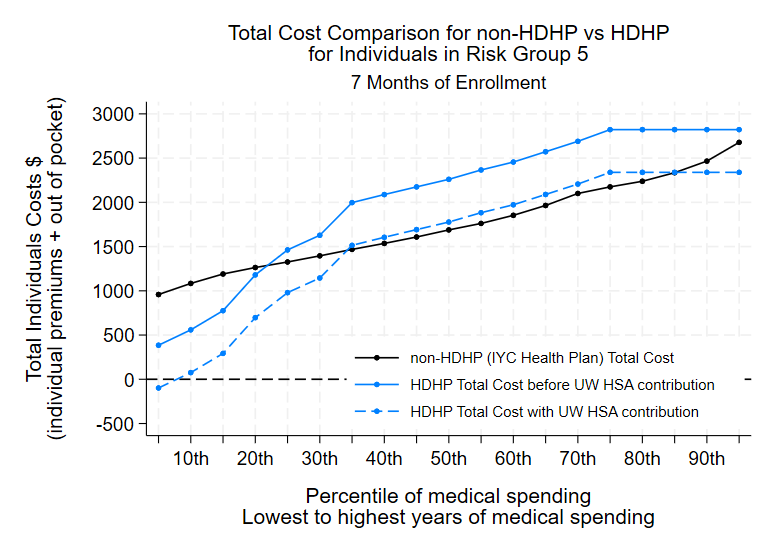 Total Cost Comparison for non-HDHP vs HDHP
for Individuals in Risk Group 5
7 Months of Enrollment
Total Individuals Costs $
(individual premiums + out of pocket)
3000
2500
2000
1500
1000
500
0
-500
non-HDHP (IYC Health Plan) Total Cost
HDHP Total Cost before UW HSA contribution
HDHP Total Cost with UW HSA contribution
10th 20th 30th 40th 50th 60th 70th 80th 90th
Percentile of medical spending
Lowest to highest years of medical spending